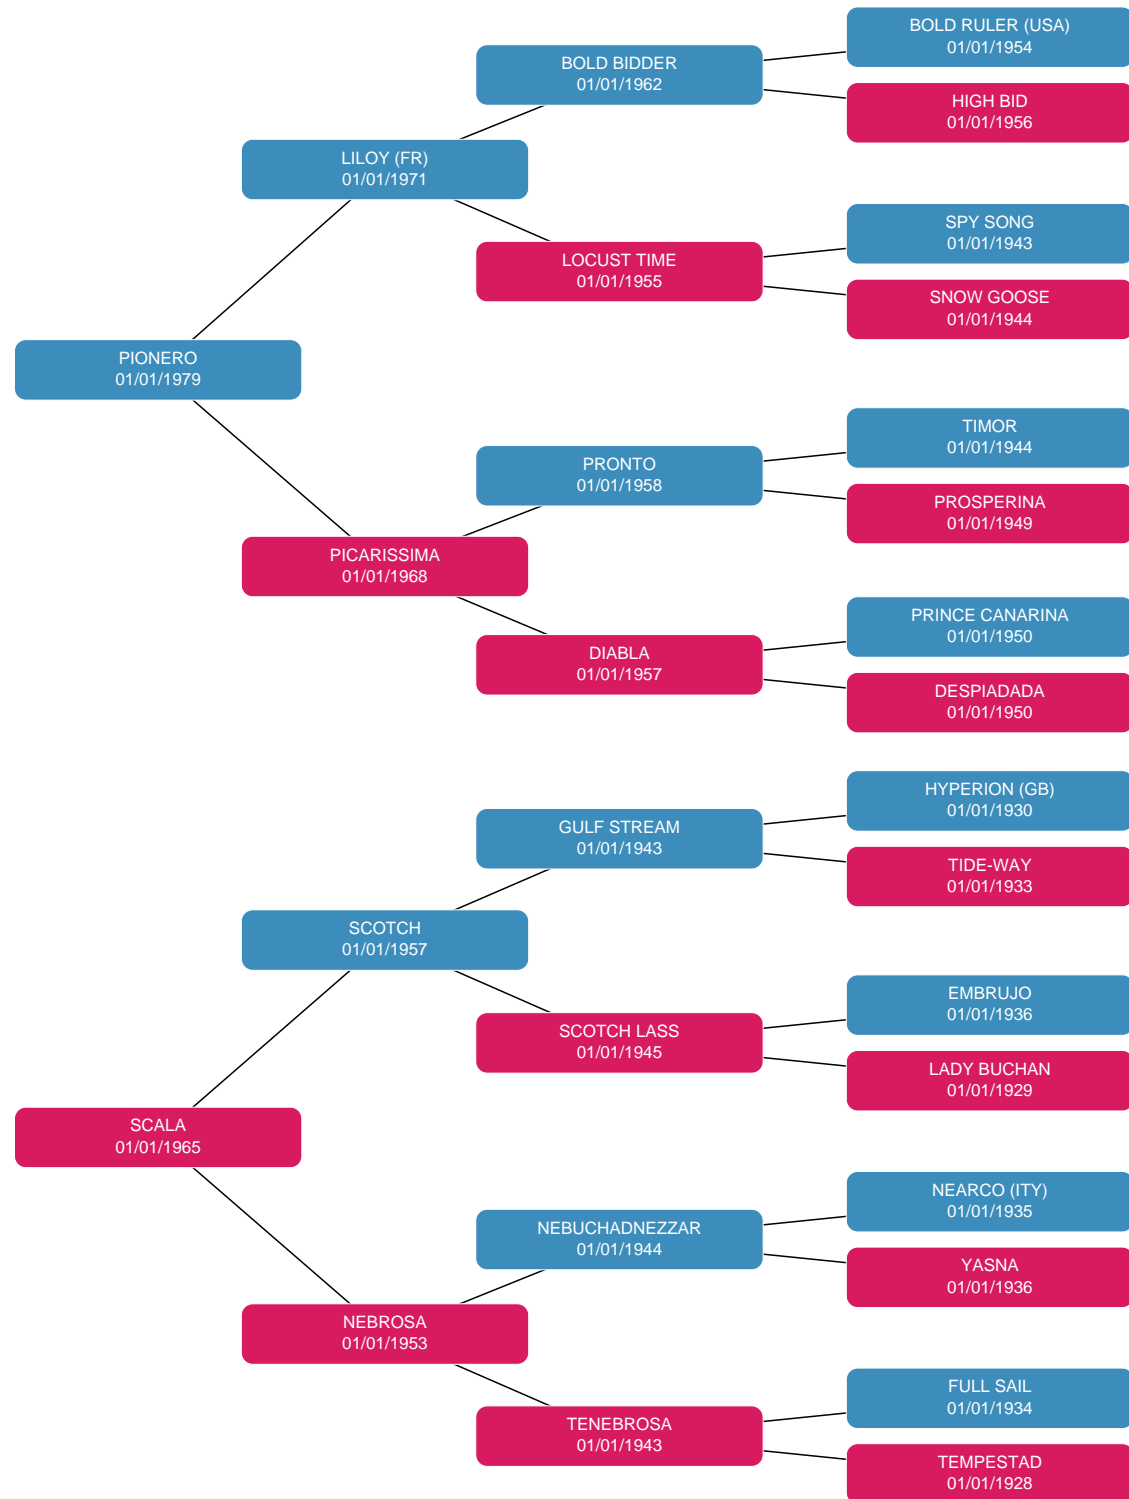 BOLD RULER (USA)
01/01/1954
BOLD BIDDER
01/01/1962
HIGH BID
01/01/1956
LILOY (FR)
01/01/1971
SPY SONG
01/01/1943
LOCUST TIME
01/01/1955
SNOW GOOSE
01/01/1944
PIONERO
01/01/1979
TIMOR
01/01/1944
PRONTO
01/01/1958
PROSPERINA
01/01/1949
PICARISSIMA
01/01/1968
PRINCE CANARINA
01/01/1950
DIABLA
01/01/1957
DESPIADADA
01/01/1950
HYPERION (GB)
01/01/1930
GULF STREAM
01/01/1943
TIDE-WAY
01/01/1933
SCOTCH
01/01/1957
EMBRUJO
01/01/1936
SCOTCH LASS
01/01/1945
LADY BUCHAN
01/01/1929
SCALA
01/01/1965
NEARCO (ITY)
01/01/1935
NEBUCHADNEZZAR
01/01/1944
YASNA
01/01/1936
NEBROSA
01/01/1953
FULL SAIL
01/01/1934
TENEBROSA
01/01/1943
TEMPESTAD
01/01/1928